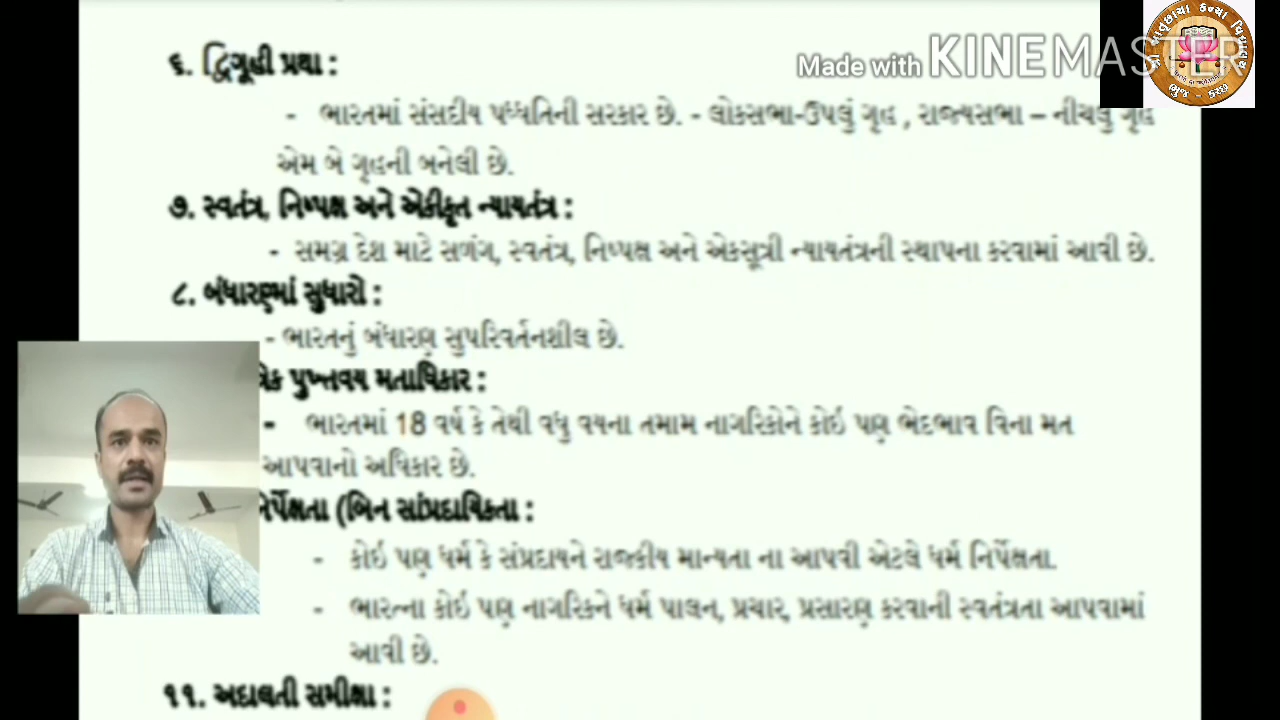 ૬. દ્વિગૃહી પ્રથા :
Made with KINEMASTER
- ભારતમાં સંસદીય પધ્ધતિની સરકાર છે. - લોકસભા-ઉપલું ગૃહ , રાજ્યસભા – નીચલું ગૃહ
એમ બે ગૃહની બનેલી છે.
૭. સ્વતંત્ર, નિષ્પક્ષ અને એકીકૃત ન્યાયતંત્ર :
- સમગ્ર દેશ માટે સળંગ, સ્વતંત્ર, નિષ્પક્ષ અને એકસૂત્રી ન્યાયતંત્રની સ્થાપના કરવામાં આવી છે.
૮. બંધારણ્માં સુધારો :
- ભારતનું બંધારણ સુપરિવર્તનશીલ છે.
ત્રિક પુખ્તવય મતાધિકાર :
- ભારતમાં 18 વર્ષ કે તેથી વધુ વયના તમામ નાગરિકોને કોઇ પણ ભેદભાવ વિના મત
આપવાનો અધિકાર છે.
નિર્પેક્ષતા (બિન સાંપ્રદાયિકતા :
- કોઇ પણ ધર્મ કે સંપ્રદાયને રાજકીય માન્યતા ના આપવી એટલે ધર્મ નિર્પેક્ષતા.
- ભારત્ના કોઇ પણ નાગરિકને ધર્મ પાલન, પ્રચાર, પ્રસારણ કરવાની સ્વતંત્રતા આપવામાં
આવી છે.
૧૧. અદાલતી સમીક્ષા :